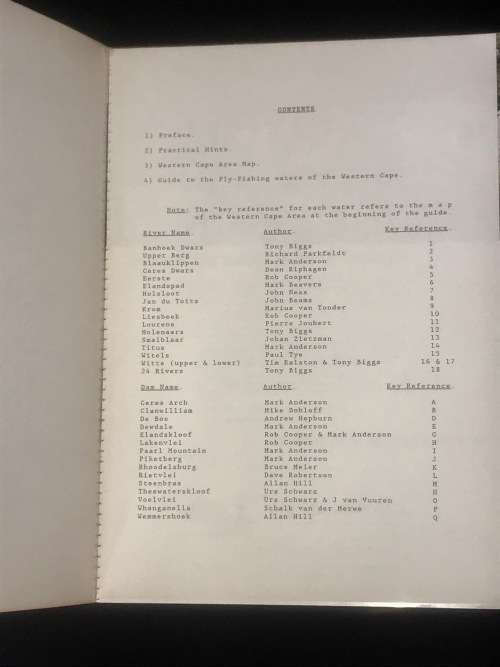 CONTENTS
1) Preface.
2) Practical Hints
3) Western Cape Area Map.
4) Guide to the Fly-Fishing waters of the Western Cape.
Note: The "key reference" for each water refers to the m a p
of the Western Cape Area at the beginning of the guide.
River Name. Author. Key Reference.
Banhoek Dwars Tony Biggs 1
Upper Berg Richard Parkfeldt 2
Blaauklippen Mark Anderson 3
Ceres Dwars Dean Riphagen 4
Eerste Rob Cooper 5
Elandspad Mark Beavers 6
Holsloot John Neax 7
Jan du Toits John Beams 8
Krom Marius van Tonder 9
Liesbeek Rob Cooper 10
Lourens Pierre Joubert 11
Molenaars Tony Biggs 12
Smalblaar Johan Zietsman 13
Titus Mark Anderson 14
Witels Paul Tye 15
Witte (upper & lower) Tim Rolston & Tony Biggs 16 & 17
24 Rivers Tony Biggs 18
Dam Name Author. Key Reference.
Ceres Arch Mark Anderson A
Clanwilliam Mike Dohloff B
De Bos Andrew Hepburn D
Dewdale Mark Anderson E
Elandskloof Rob Cooper & Mark Anderson G
Lakenvlei Rob Cooper H
Paarl Mountain Mark Anderson I
Piketberg Mark Anderson J
Rhoodelsburg Bruce Meier K
Rietvlei Dave Robertson L
Steenbras Allan Hill M
Theewaterskloof Urs Schwarz N
Voelvlei Urs Schwarz & J van Vuuren O
Whanganella Schalk van der Merwe P
Wemmershoek Allan Hill Q